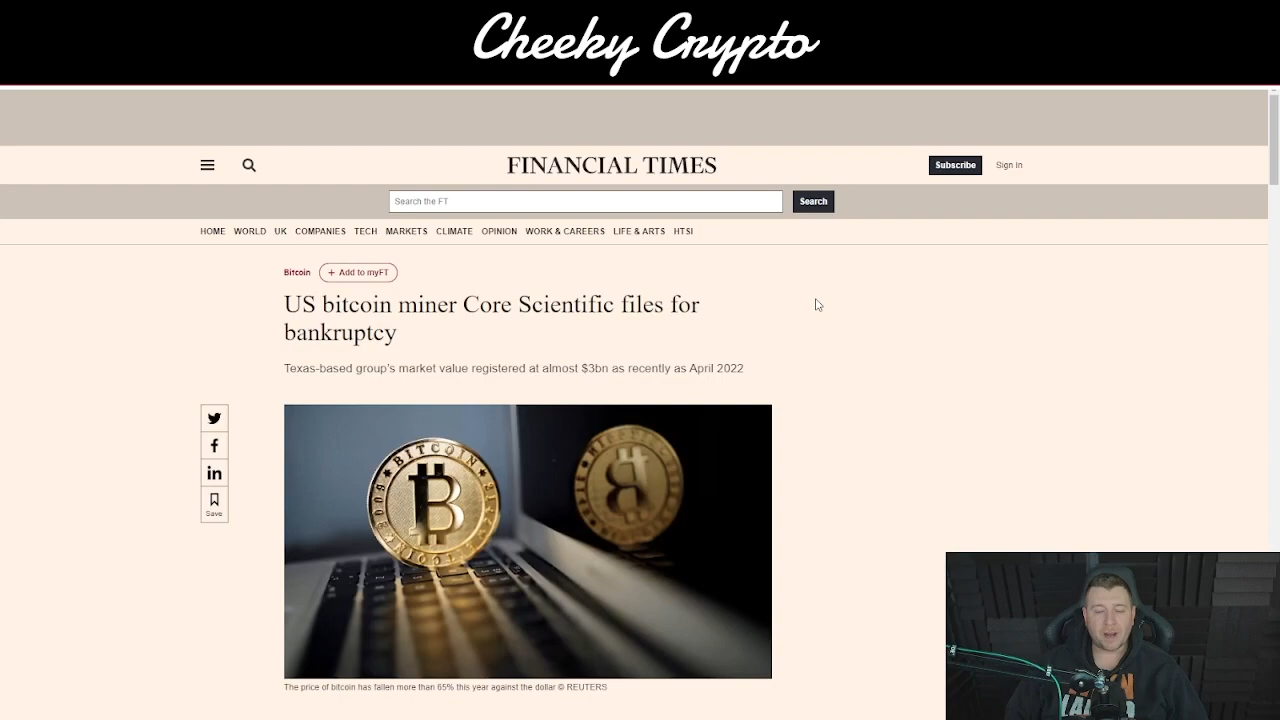 Cheeky Crypto
FINANCIAL TIMES
Subscribe
Sign In
Search the FT
Search
HOME WORLD UK COMPANIES TECH MARKETS CLIMATE OPINION WORK & CAREERS LIFE & ARTS HTSI
Bitcoin
+ Add to myFT
US bitcoin miner Core Scientific files for
bankruptcy
Texas-based group's market value registered at almost $3bn as recently as April 2022
Save
BITCOIN
The price of bitcoin has fallen more than 65% this year against the dollar © REUTERS